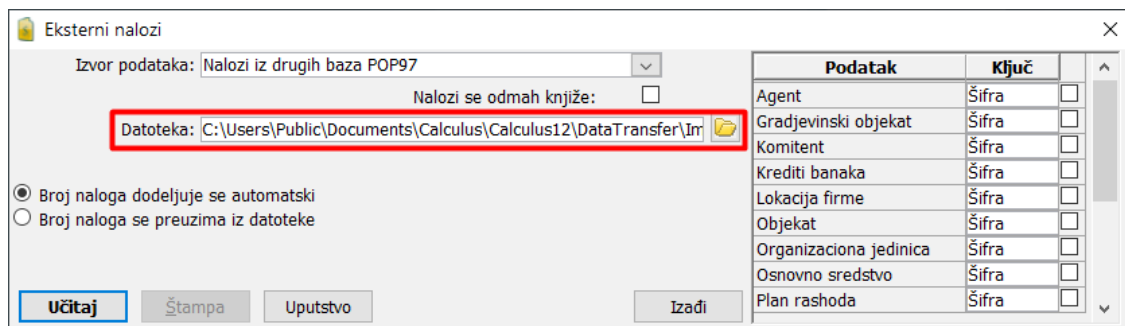 Eksterni nalozi
Izvor podataka: Nalozi iz drugih baza POP97
Nalozi se odmah knjiže:
Datoteka: C:\Users\Public\Documents\Calculus\Calculus12\DataTransfer\Im
Broj naloga dodeljuje se automatski
Broj naloga se preuzima iz datoteke
Učitaj Štampa Uputstvo Izađi
Podatak Ključ
Agent Šifra
Gradjevinski objekat Šifra
Komitent Šifra
Krediti banaka Šifra
Lokacija firme Šifra
Objekat Šifra
Organizaciona jedinica Šifra
Osnovno sredstvo Šifra
Plan rashoda Šifra